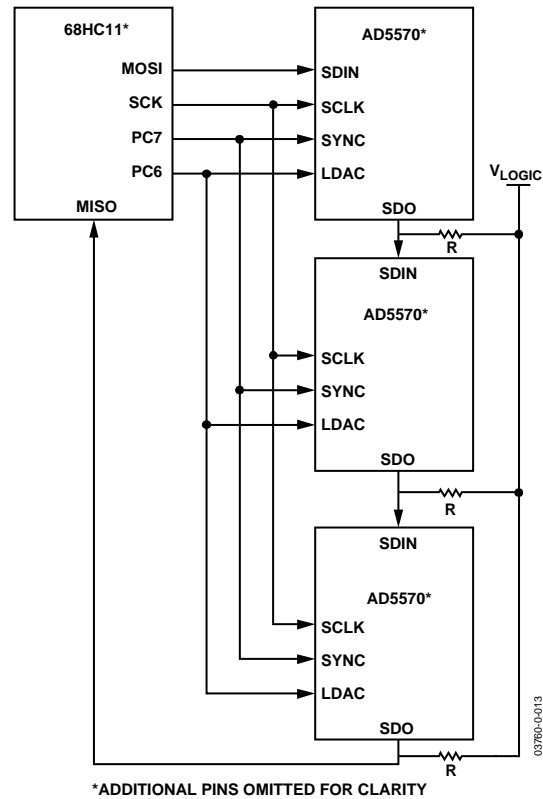 68HC11*
MOSI
SCK
PC7
PC6
MISO
AD5570*
SDIN
SCLK
SYNC
LDAC
SDO
VLOGIC
R
SDIN
AD5570*
SCLK
SYNC
LDAC
SDO
R
SDIN
AD5570*
SCLK
SYNC
LDAC
SDO
R
03760-0-013
*ADDITIONAL PINS OMITTED FOR CLARITY